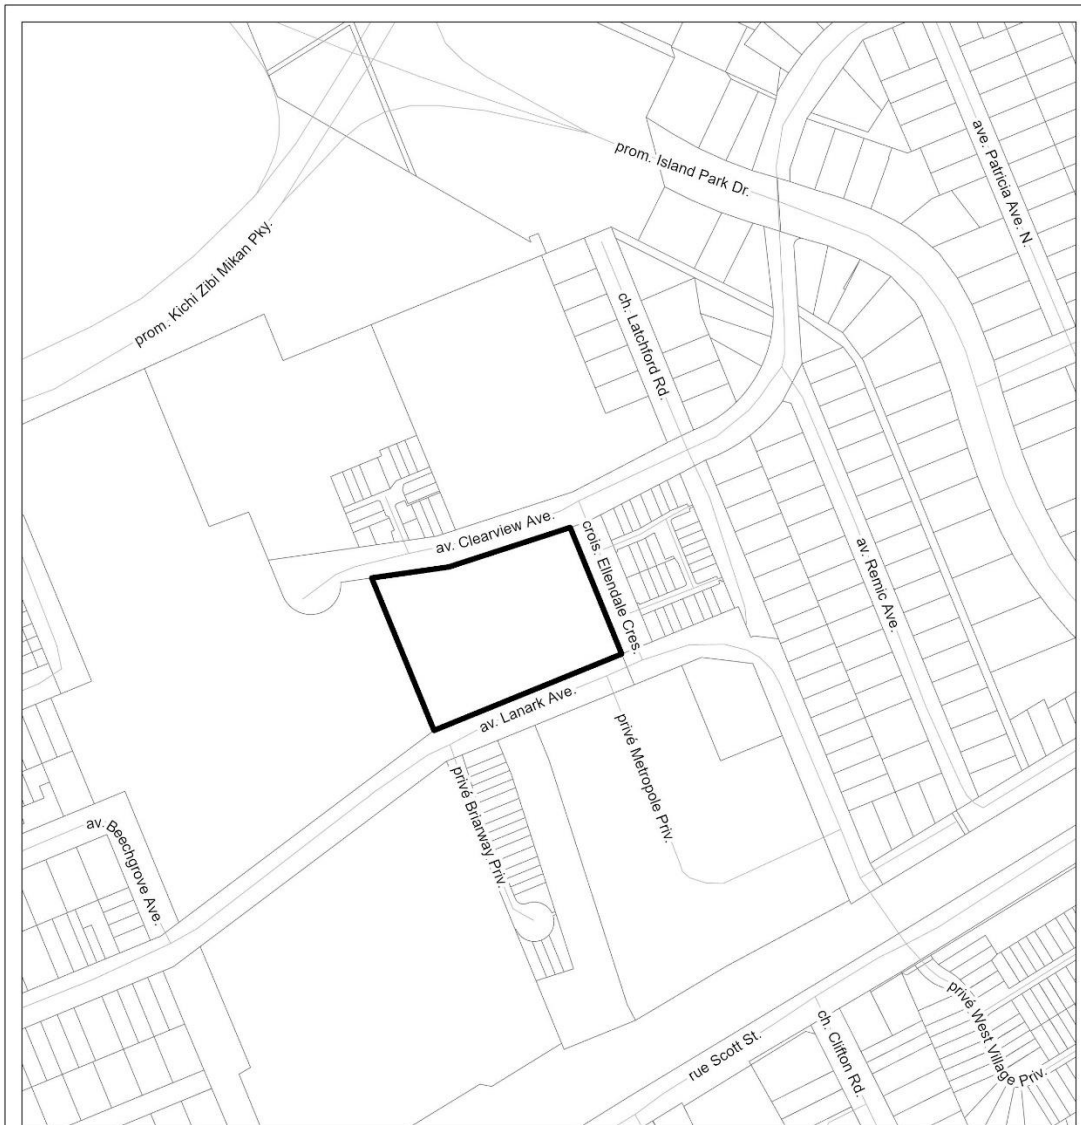 ave. Patricia Ave. N.
prom. Island Park Dr.
prom. Kichi Zibi Mikan Pky.
ch. Latchford Rd.
av. Clearview Ave.
crois. Ellendale Cres.
av. Remic Ave.
av. Lanark Ave.
privé Metropole Priv.
privé Briarway Priv.
av. Beechgrove Ave.
privé West Village Priv.
ch. Clifton Rd.
rue Scott St.